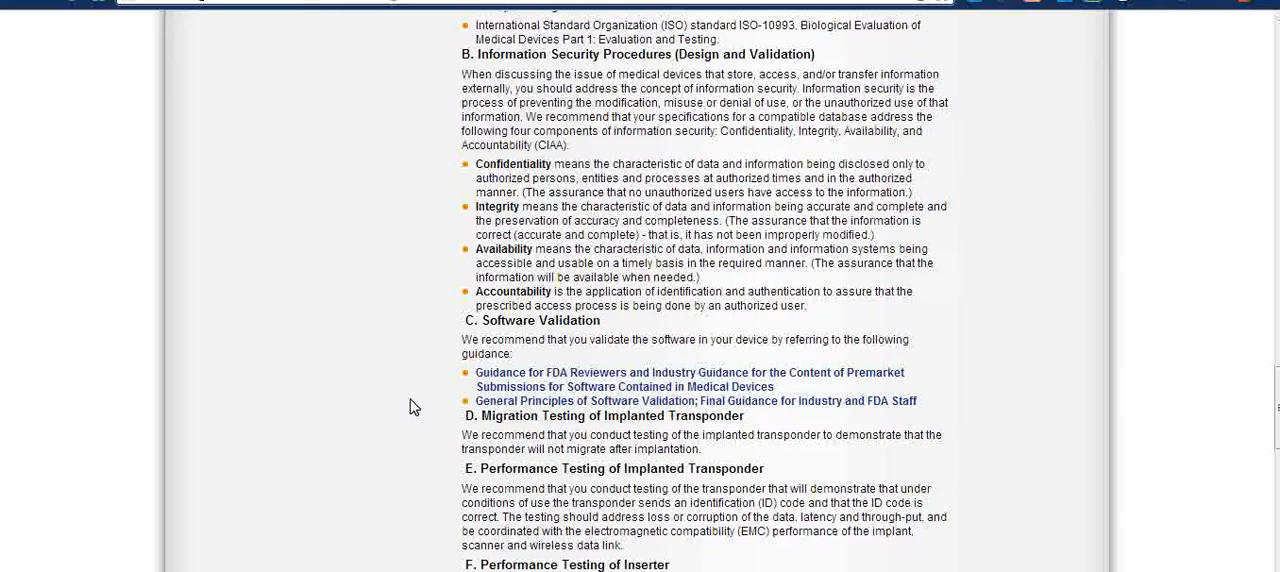 International Standard Organization (ISO) standard ISO-10993, Biological Evaluation of
Medical Devices Part 1: Evaluation and Testing.
B. Information Security Procedures (Design and Validation)
When discussing the issue of medical devices that store, access, and/or transfer information
externally, you should address the concept of information security. Information security is the
process of preventing the modification, misuse or denial of use, or the unauthorized use of that
information. We recommend that your specifications for a compatible database address the
following four components of information security: Confidentiality, Integrity, Availability, and
Accountability (CIAA):
Confidentiality means the characteristic of data and information being disclosed only to
authorized persons, entities and processes at authorized times and in the authorized
manner. (The assurance that no unauthorized users have access to the information.)
Integrity means the characteristic of data and information being accurate and complete and
the preservation of accuracy and completeness. (The assurance that the information is
correct (accurate and complete) - that is, it has not been improperly modified.)
Availability means the characteristic of data, information and information systems being
accessible and usable on a timely basis in the required manner. (The assurance that the
information will be available when needed.)
Accountability is the application of identification and authentication to assure that the
prescribed access process is being done by an authorized user.
C. Software Validation
We recommend that you validate the software in your device by referring to the following
guidance:
Guidance for FDA Reviewers and Industry Guidance for the Content of Premarket
Submissions for Software Contained in Medical Devices
General Principles of Software Validation; Final Guidance for Industry and FDA Staff
D. Migration Testing of Implanted Transponder
We recommend that you conduct testing of the implanted transponder to demonstrate that the
transponder will not migrate after implantation.
E. Performance Testing of Implanted Transponder
We recommend that you conduct testing of the transponder that will demonstrate that under
conditions of use the transponder sends an identification (ID) code and that the ID code is
correct. The testing should address loss or corruption of the data, latency and through-put, and
be coordinated with the electromagnetic compatibility (EMC) performance of the implant,
scanner and wireless data link.
F. Performance Testing of Inserter